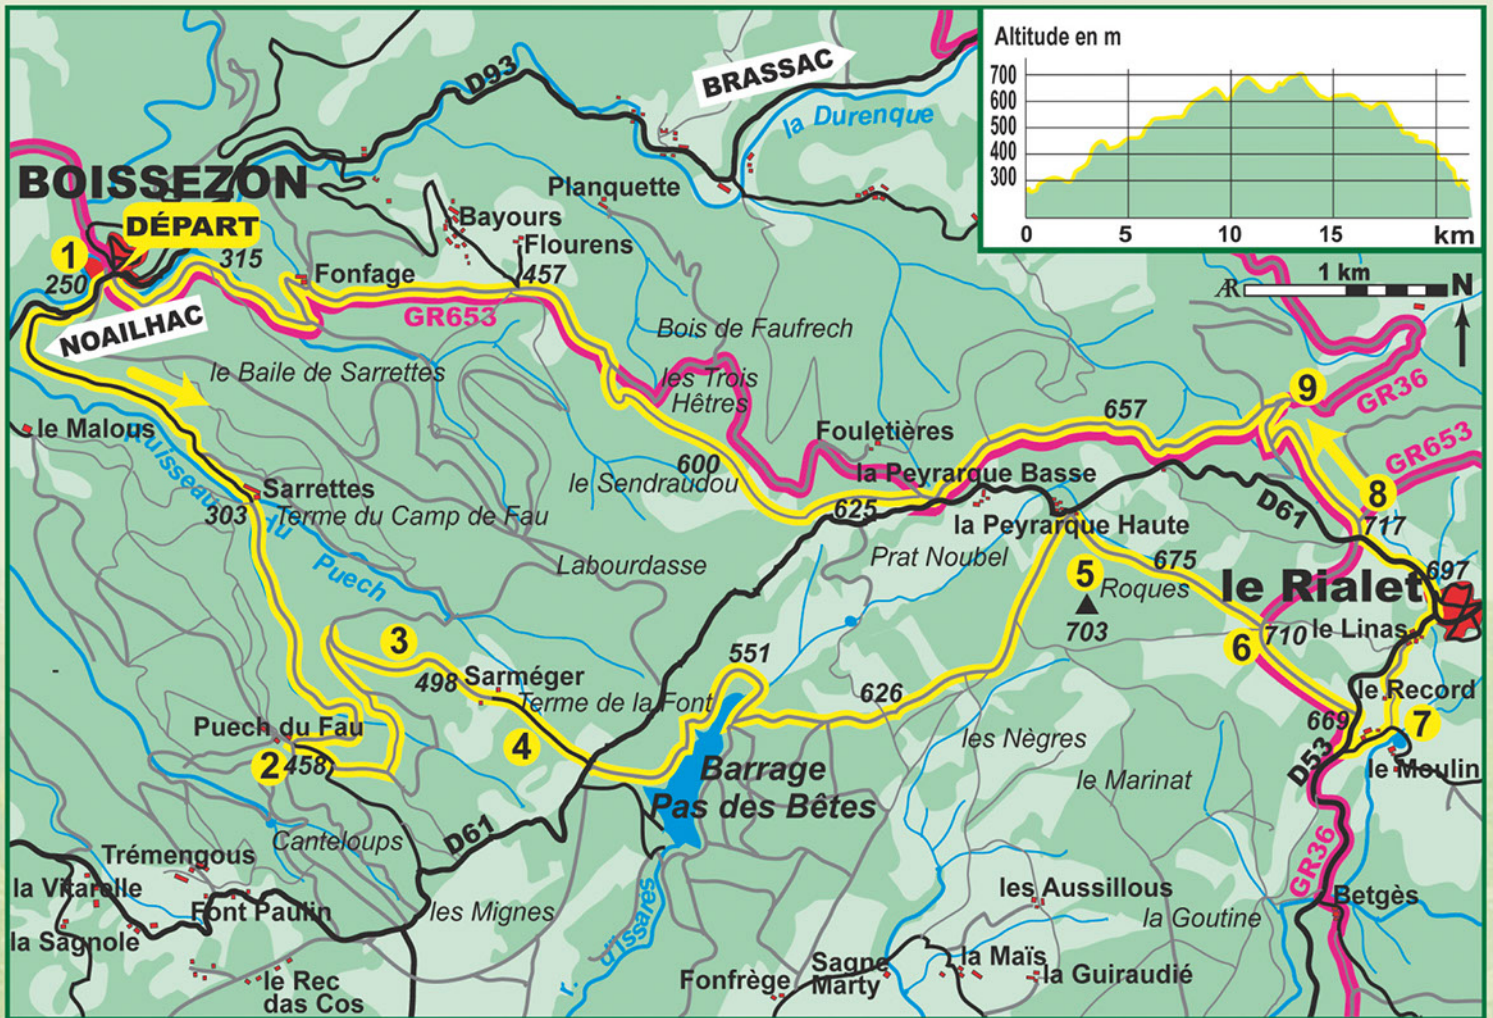 Altitude en m
700
600
500
400
300
0
5
10
15
km
BRASSAC
D93
la Durenque
BOISSEZON
DÉPART
1
250
315
NOAILHAC
Planquette
Bayours
Flourens
457
Fonfage
GR653
1 km
N
Bois de Faufrech
le Baile de Sarrettes
les Trois
Hêtres
9
GR36
657
le Malous
Fouletières
GR653
600
le Sendraudou
la Peyrarque Basse
8
Sarrettes
303
Terme du Camp de Fau
Ruisseau du
Puech
625
la Peyrarque Haute
D61
717
Labourdasse
Prat Noubel
675
5
Roques
703
697
le Rialet
3
551
6
710
le Linas
498
Sarméger
Terme de la Font
626
le Record
Puech du Fau
4
669
7
2
458
les Nègres
D53
le Moulin
Barrage
Pas des Bêtes
le Marinat
D61
Canteloups
Trémengous
GR36
la Vitarelle
Font Paulin
les Mignes
les Aussillous
Betgès
la Goutine
la Sagnole
r. d'Issares
le Rec
das Cos
Fonfrège
Sagne
Marty
la Maïs
la Guiraudié